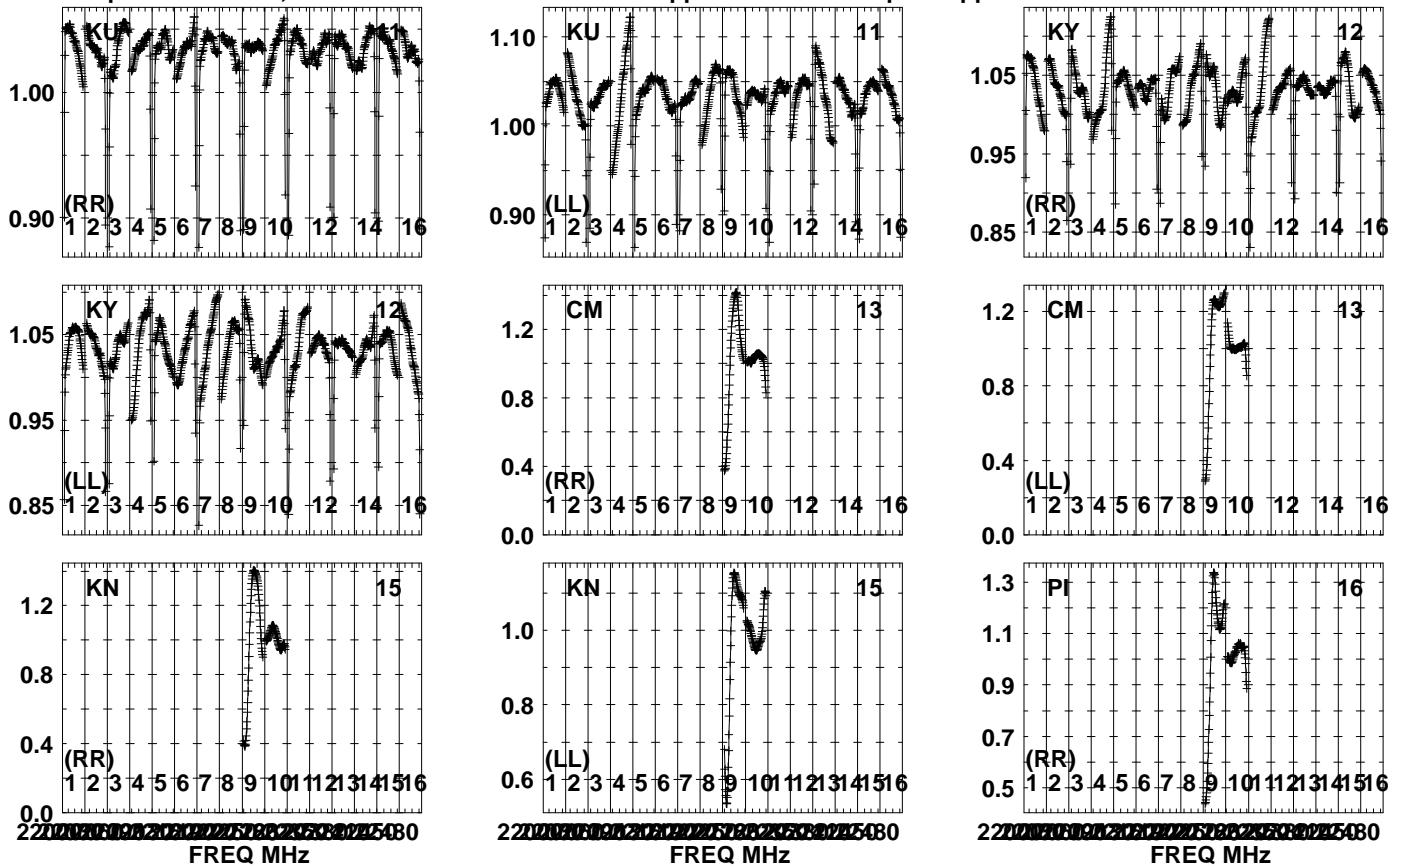 KU 11
1.00
0.90
(RR)
1 2 3 4 5 6 7 8 9 10 12 14 16
KU 11
1.10
1.00
0.90
(LL)
1 2 3 4 5 6 7 8 9 10 12 14 16
KY 12
1.05
0.95
0.85
(RR)
1 2 3 4 5 6 7 8 9 10 12 14 16
KY 12
1.05
0.95
0.85
(LL)
1 2 3 4 5 6 7 8 9 10 12 14 16
CM 13
1.2
0.8
0.4
0.0
(RR)
1 2 3 4 5 6 7 8 9 10 12 14 16
CM 13
1.2
0.8
0.4
0.0
(LL)
1 2 3 4 5 6 7 8 9 10 12 14 16
KN 15
1.2
0.8
0.4
0.0
(RR)
1 2 3 4 5 6 7 8 9 10 11 12 13 14 15 16
FREQ MHz
KN 15
1.0
0.8
0.6
(LL)
1 2 3 4 5 6 7 8 9 10 11 12 13 14 15 16
FREQ MHz
PI 16
1.3
1.1
0.9
0.7
0.5
(RR)
1 2 3 4 5 6 7 8 9 10 11 12 13 14 15 16
FREQ MHz